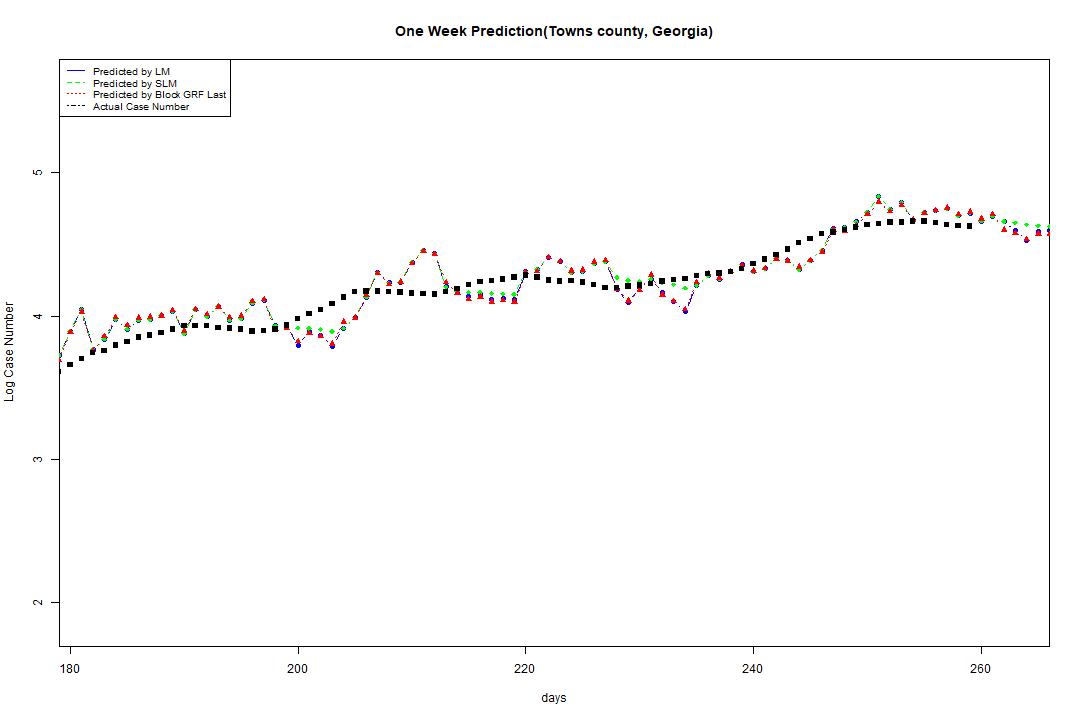 One Week Prediction(Towns county, Georgia)
Predicted by LM
Predicted by SLM
Predicted by Block GRF Last
Actual Case Number
5
4
3
2
Log Case Number
180 200 220 240 260
days